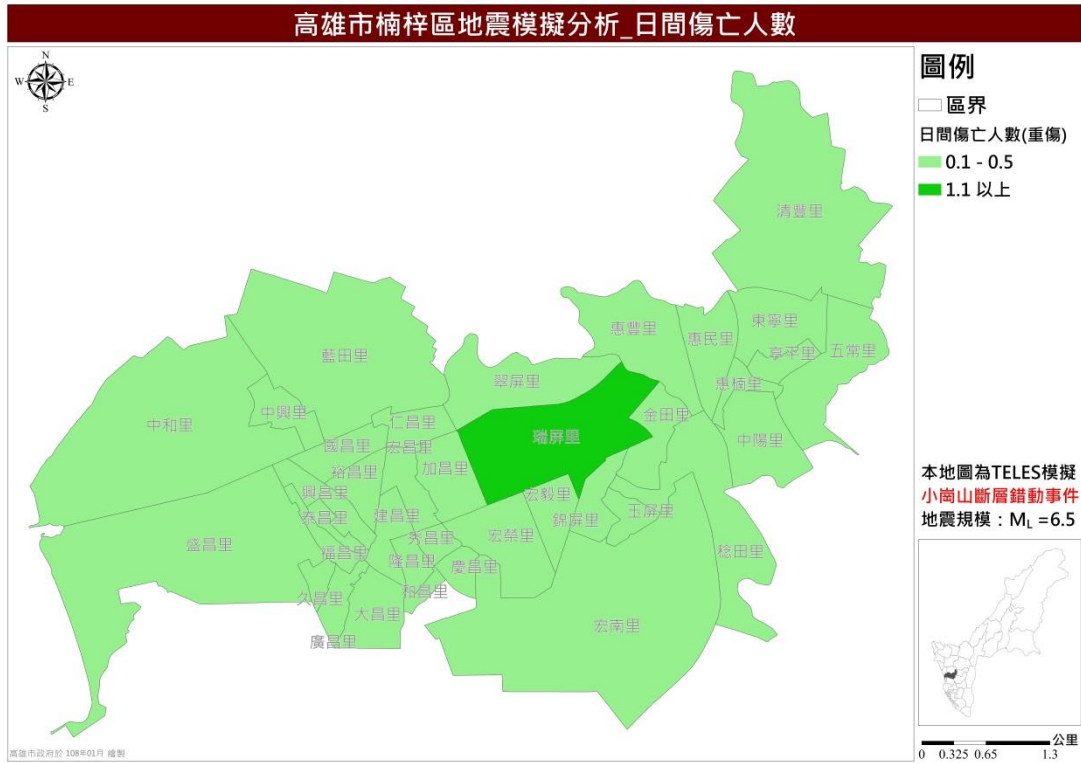 高雄市楠梓區地震模擬分析_日間傷亡人數
N
W E
S
圖例
區界
日間傷亡人數(重傷)
0.1 - 0.5
1.1 以上
清豐里
東寧里
惠豐里
惠民里
享平里
五常里
藍田里
翠屏里
惠楠里
中興里
仁昌里
金田里
中和里
瑞屏里
中陽里
國昌里
宏昌里
裕昌里
加昌里
興昌里
宏毅里
泰昌里
建昌里
錦屏里
玉屏里
盛昌里
福昌里
秀昌里
宏榮里
隆昌里
慶昌里
稔田里
久昌里
和昌里
大昌里
宏南里
廣昌里
本地圖為TELES模擬
小崗山斷層錯動事件
地震規模：ML =6.5
公里
0 0.325 0.65 1.3
高雄市政府於 108年01月 繪製